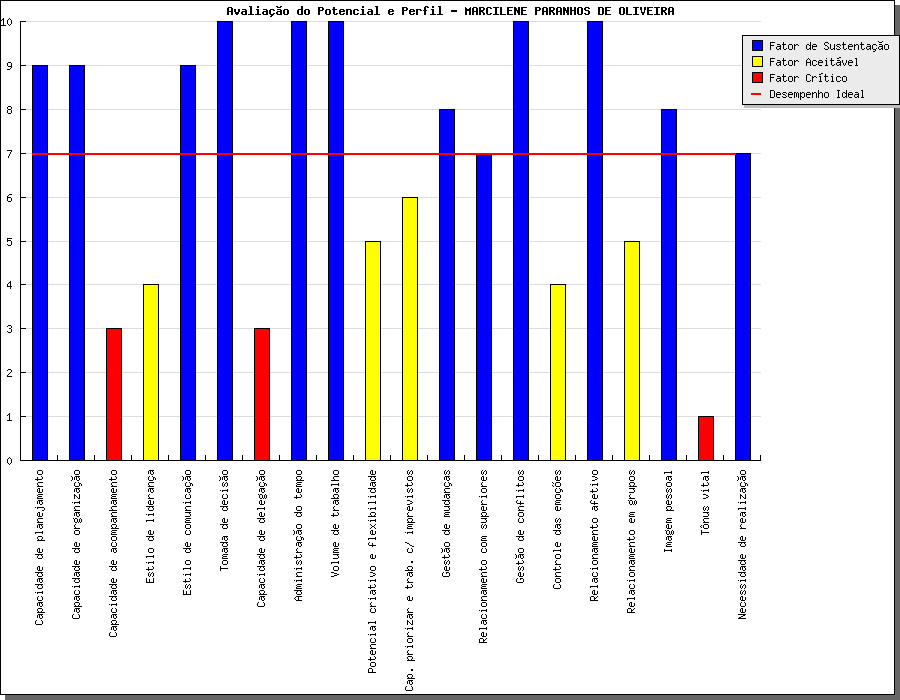 Avaliação do Potencial e Perfil - MARCILENE PARANHOS DE OLIVEIRA
Fator de Sustentação
Fator Aceitável
Fator Crítico
Desempenho Ideal
10
9
8
7
6
5
4
3
2
1
0
Capacidade de planejamento
Capacidade de organização
Capacidade de acompanhamento
Estilo de liderança
Estilo de comunicação
Tomada de decisão
Capacidade de delegação
Administração do tempo
Volume de trabalho
Potencial criativo e flexibilidade
Cap. priorizar e trab. c/ imprevistos
Gestão de mudanças
Relacionamento com superiores
Gestão de conflitos
Controle das emoções
Relacionamento afetivo
Relacionamento em grupos
Imagem pessoal
Tônus vital
Necessidade de realização